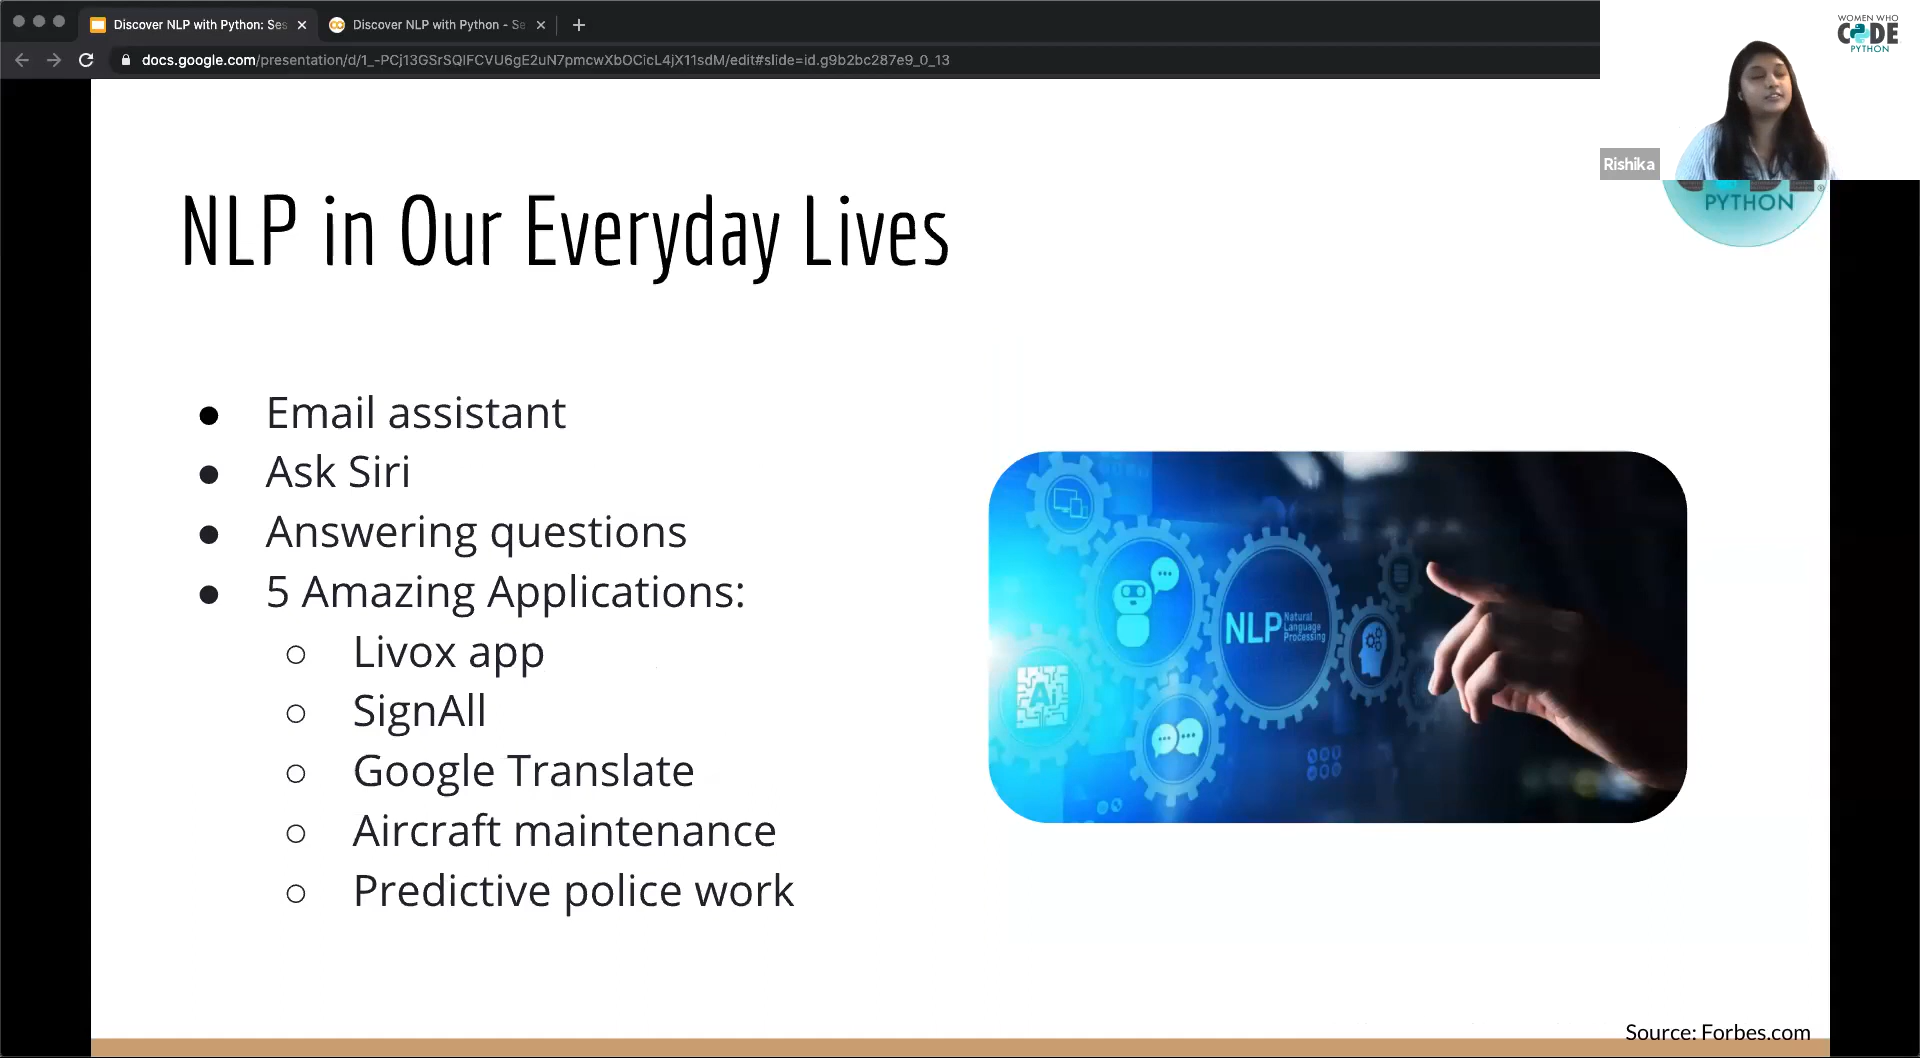 Discover NLP with Python: Ses
Discover NLP with Python - Se
docs.google.com/presentation/d/1_-PCj13GSrSQIFCVU6gE2uN7pmcwXbOCicL4jX11sdM/edit#slide=id.g9b2bc287e9_0_13
WOMEN WHO
CODE
PYTHON
Rishika
PYTHON
NLP in Our Everyday Lives
● Email assistant
● Ask Siri
● Answering questions
● 5 Amazing Applications:
○ Livox app
○ SignAll
○ Google Translate
○ Aircraft maintenance
○ Predictive police work
NLP Natural
Language
Processing
Ai
Source: Forbes.com